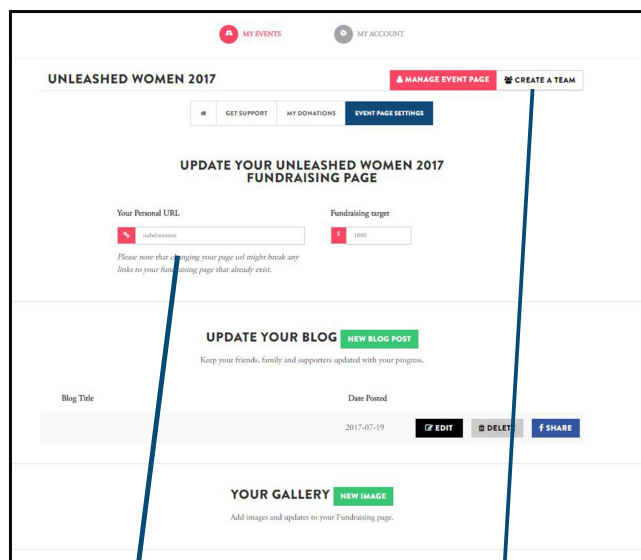 MY EVENTS MY ACCOUNT
UNLEASHED WOMEN 2017 MANAGE EVENT PAGE CREATE A TEAM
GET SUPPORT MY DONATIONS EVENT PAGE SETTINGS
UPDATE YOUR UNLEASHED WOMEN 2017
FUNDRAISING PAGE
Your Personal URL Fundraising target
$ 1000
Please note that changing your page url might break any
links to your fundraising page that already exist.
UPDATE YOUR BLOG NEW BLOG POST
Keep your friends, family and supporters updated with your progress.
Blog Title Date Posted
2017-07-19 EDIT DELETE f SHARE
YOUR GALLERY NEW IMAGE
Add images and updates to your Fundraising page.